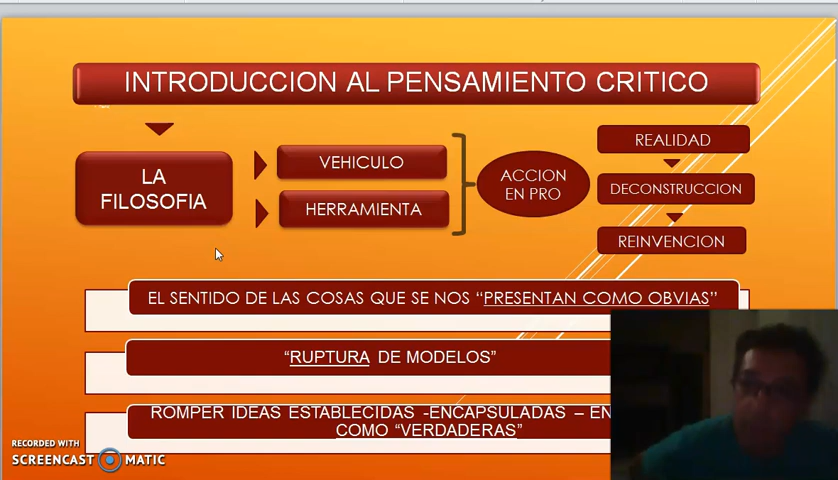 INTRODUCCION AL PENSAMIENTO CRITICO
LA
FILOSOFIA
VEHICULO
HERRAMIENTA
ACCION
EN PRO
REALIDAD
DECONSTRUCCION
REINVENCION
EL SENTIDO DE LAS COSAS QUE SE NOS “PRESENTAN COMO OBVIAS”
“RUPTURA DE MODELOS”
ROMPER IDEAS ESTABLECIDAS -ENCAPSULADAS – EN
COMO “VERDADERAS”
RECORDED WITH
SCREENCAST MATIC